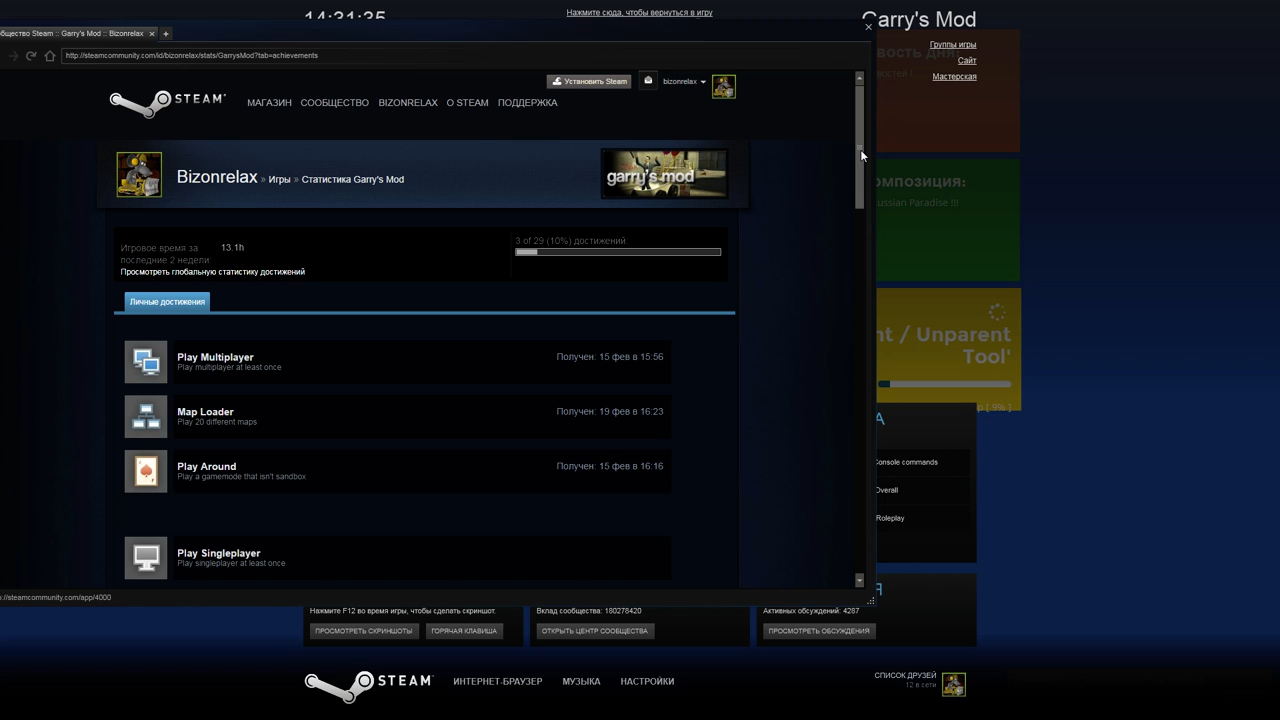 14:31:35
Нажмите сюда, чтобы вернуться в игру
Garry's Mod
Группы игры
Сайт
Мастерская
общество Steam :: Garry's Mod :: Bizonrelax
http://steamcommunity.com/id/bizonrelax/stats/GarrysMod?tab=achievements
Установить Steam
bizonrelax
STEAM
МАГАЗИН
СООБЩЕСТВО
BIZONRELAX
О STEAM
ПОДДЕРЖКА
Bizonrelax » Игры » Статистика Garry's Mod
garry's mod
Игровое время за последние 2 недели:
13.1h
Просмотреть глобальную статистику достижений
3 of 29 (10%) достижений:
Личные достижения
Play Multiplayer
Play multiplayer at least once
Получен: 15 фев в 15:56
Map Loader
Play 20 different maps
Получен: 19 фев в 16:23
Play Around
Play a gamemode that isn't sandbox
Получен: 15 фев в 16:16
Play Singleplayer
Play singleplayer at least once
вость дня:
востей !
омпозиция:
ussian Paradise !!!
nt / Unparent
Tool'
р [ 9% ]
А
Console commands
Overall
Roleplay
Я
://steamcommunity.com/app/4000
Нажмите F12 во время игры, чтобы сделать скриншот.
ПРОСМОТРЕТЬ СКРИНШОТЫ
ГОРЯЧАЯ КЛАВИША
Вклад сообщества: 180278420
ОТКРЫТЬ ЦЕНТР СООБЩЕСТВА
Активных обсуждений: 4287
ПРОСМОТРЕТЬ ОБСУЖДЕНИЯ
STEAM
ИНТЕРНЕТ-БРАУЗЕР
МУЗЫКА
НАСТРОЙКИ
СПИСОК ДРУЗЕЙ
12 в сети